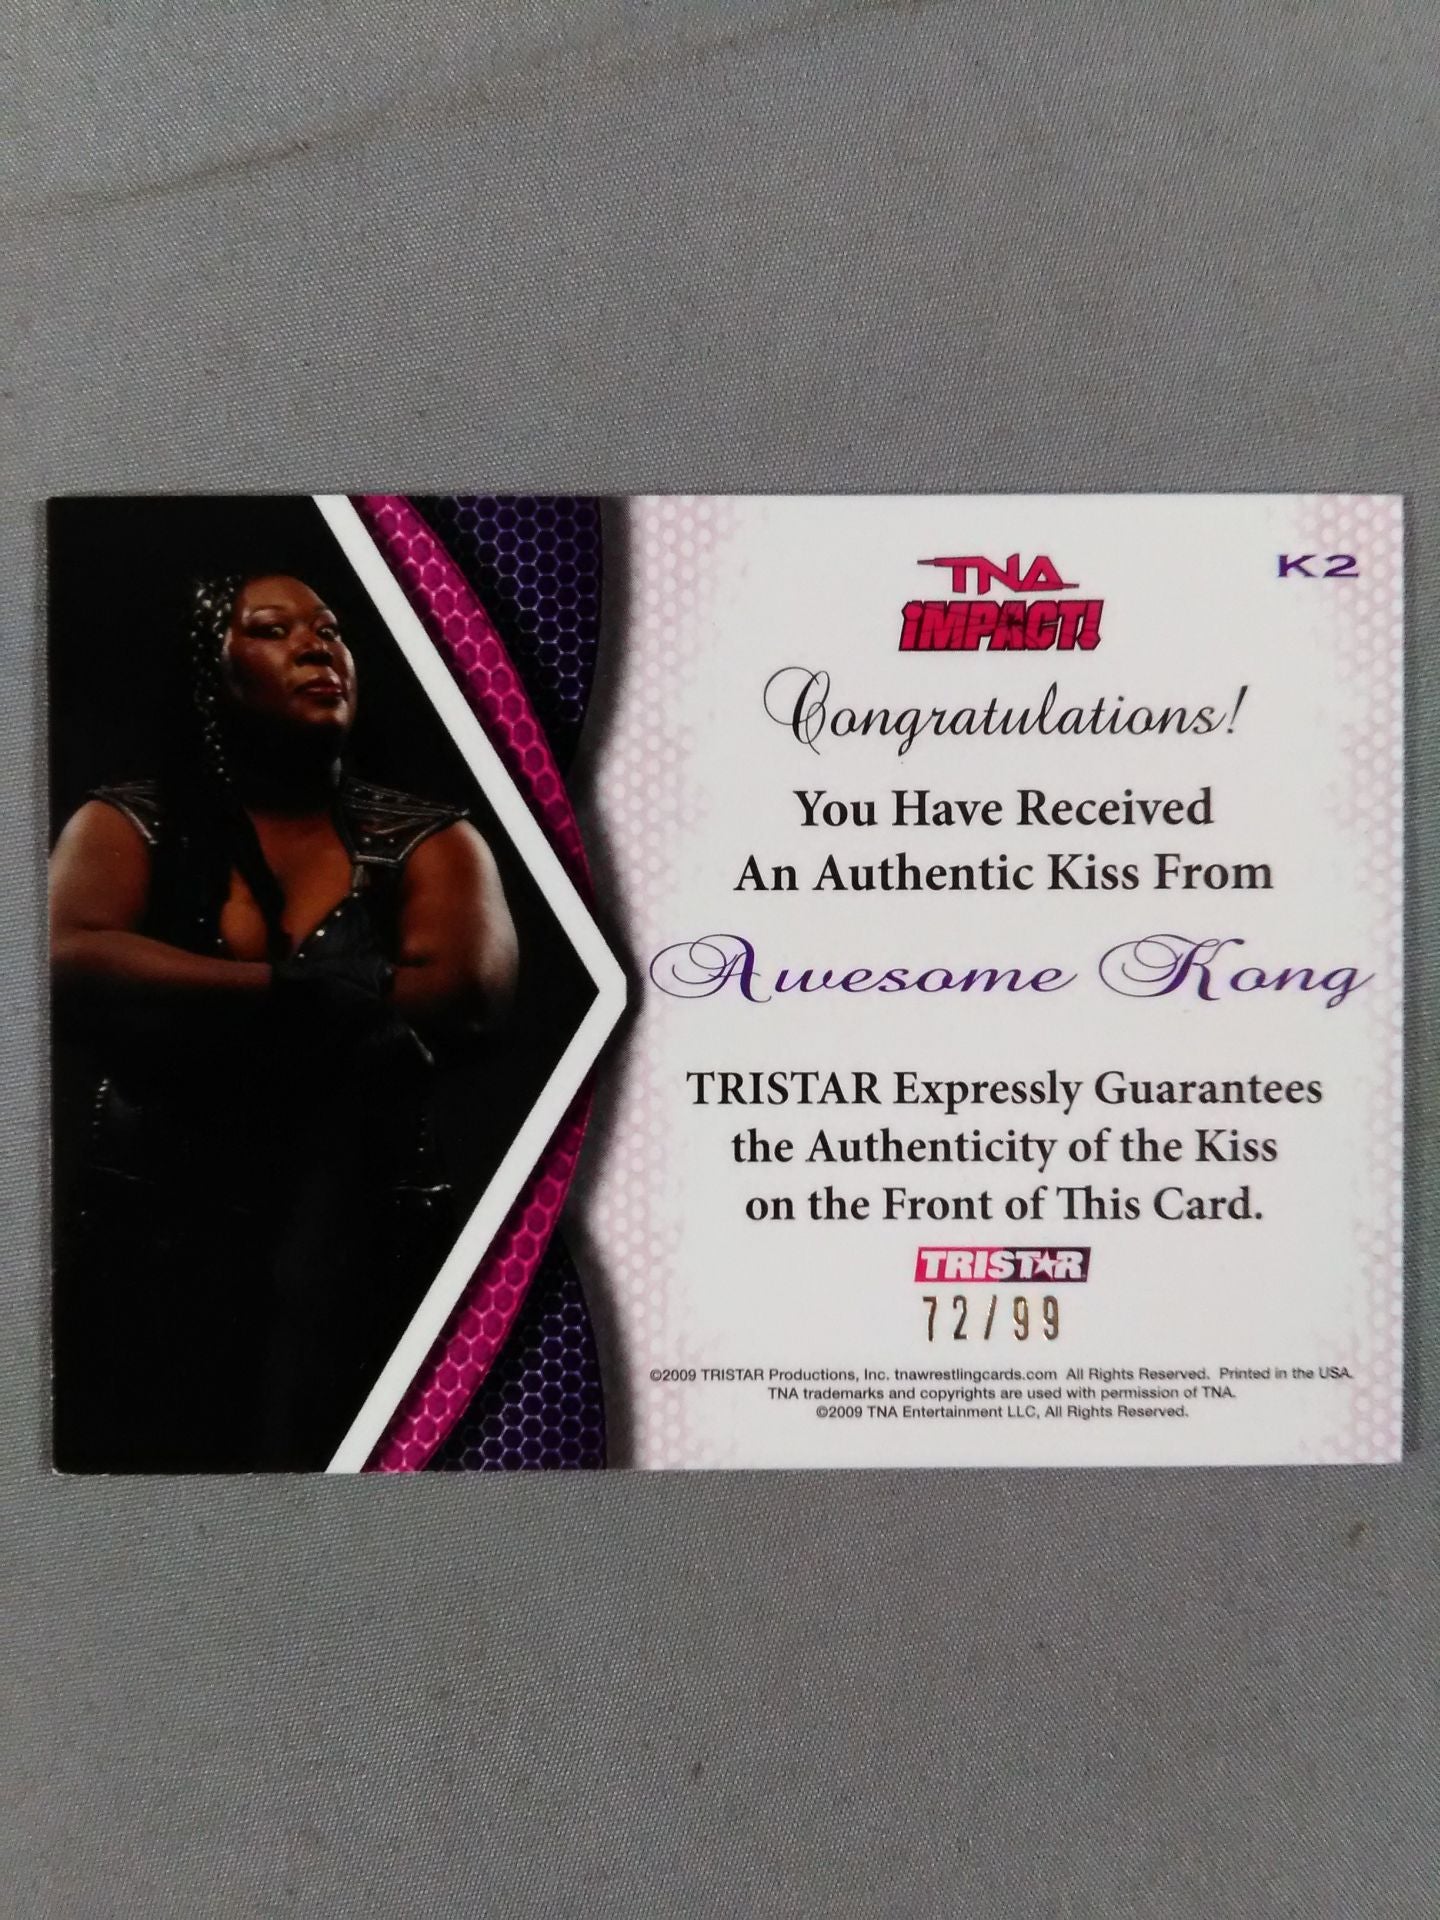 K2
TNA
iMPACT!
Congratulations!
You Have Received
An Authentic Kiss From
Awesome Kong
TRISTAR Expressly Guarantees
the Authenticity of the Kiss
on the Front of This Card.
TRISTAR
72/99
©2009 TRISTAR Productions, Inc. tnawrestlingcards.com All Rights Reserved. Printed in the USA.
TNA trademarks and copyrights are used with permission of TNA.
©2009 TNA Entertainment LLC, All Rights Reserved.